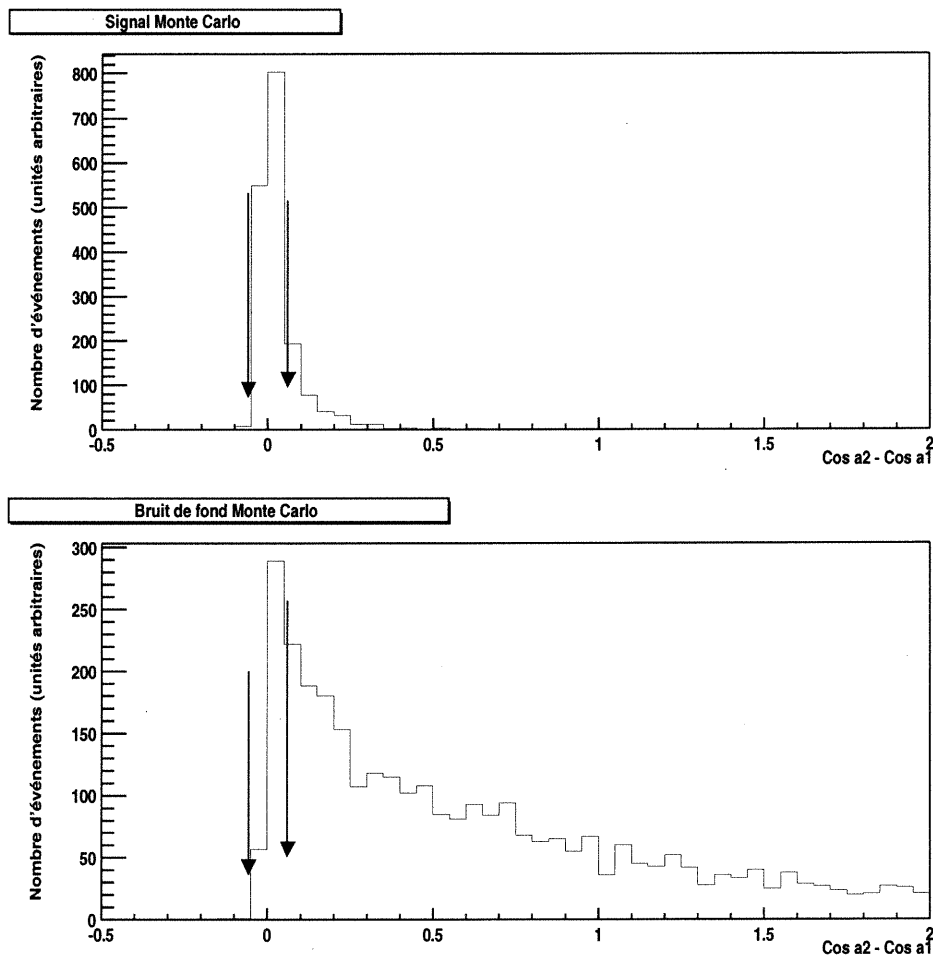 Signal Monte Carlo
Nombre d'événements (unités arbitraires)
800
700
600
500
400
300
200
100
0
-0.5 0 0.5 1 1.5 2
Cos a2 - Cos a1
Bruit de fond Monte Carlo
Nombre d'événements (unités arbitraires)
300
250
200
150
100
50
0
-0.5 0 0.5 1 1.5 2
Cos a2 - Cos a1